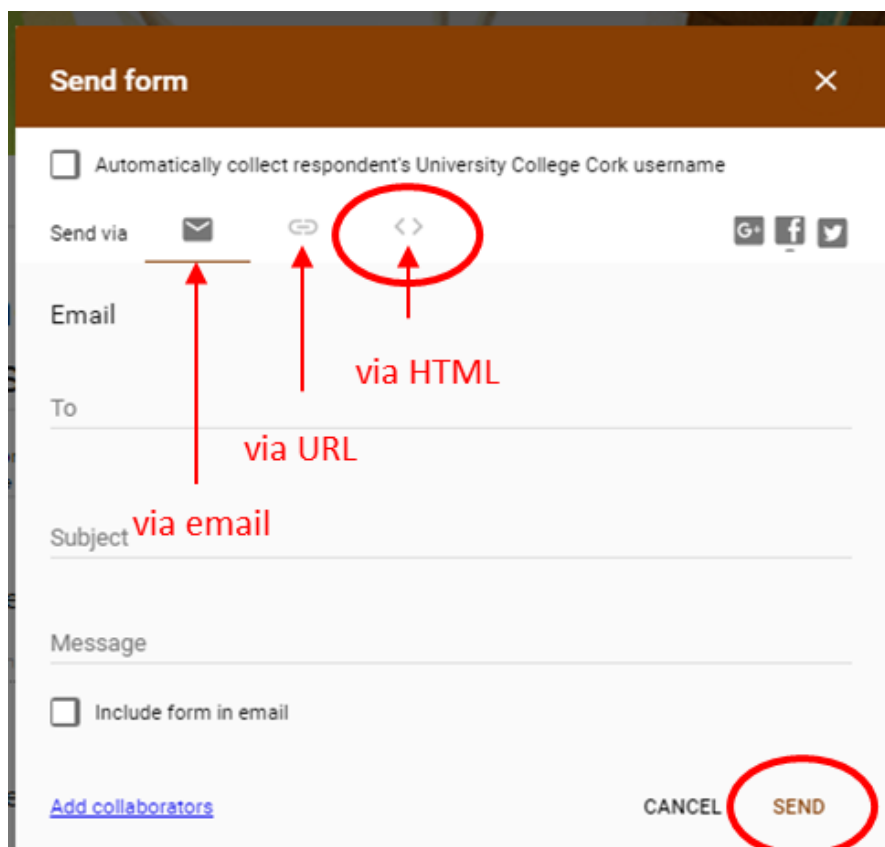 Send form
Automatically collect respondent's University College Cork username
Send via
G+ f
Email
via HTML
To
via URL
via email
Subject
Message
Include form in email
Add collaborators CANCEL SEND